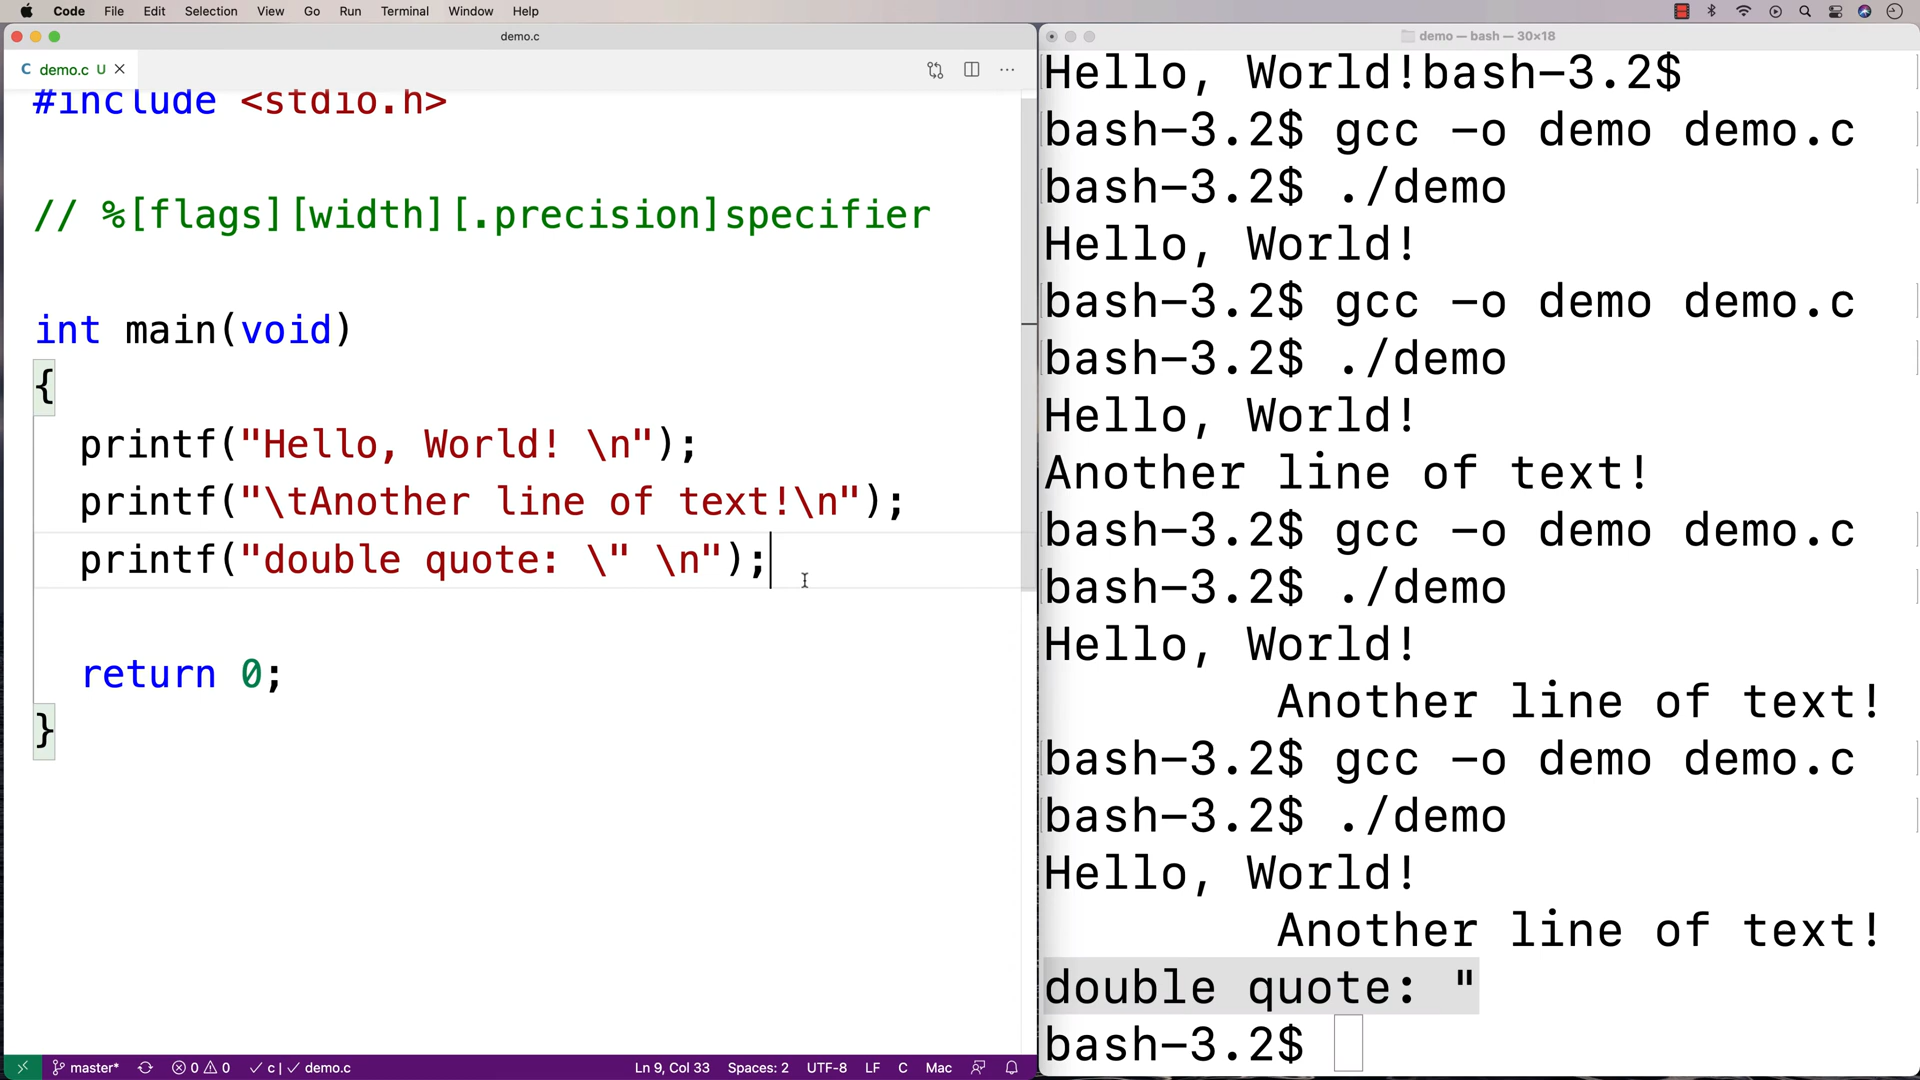 Code File Edit Selection View Go Run Terminal Window Help
demo.c
C demo.c U
#include <stdio.h>
// %[flags][width][.precision]specifier
int main(void)
{
printf("Hello, World! \n");
printf("\tAnother line of text!\n");
printf("double quote: \" \n");
return 0;
}
master* 0 0 c | demo.c Ln 9, Col 33 Spaces: 2 UTF-8 LF C Mac
demo — bash — 30×18
Hello, World!bash-3.2$
bash-3.2$ gcc -o demo demo.c
bash-3.2$ ./demo
Hello, World!
bash-3.2$ gcc -o demo demo.c
bash-3.2$ ./demo
Hello, World!
Another line of text!
bash-3.2$ gcc -o demo demo.c
bash-3.2$ ./demo
Hello, World!
Another line of text!
bash-3.2$ gcc -o demo demo.c
bash-3.2$ ./demo
Hello, World!
Another line of text!
double quote: "
bash-3.2$